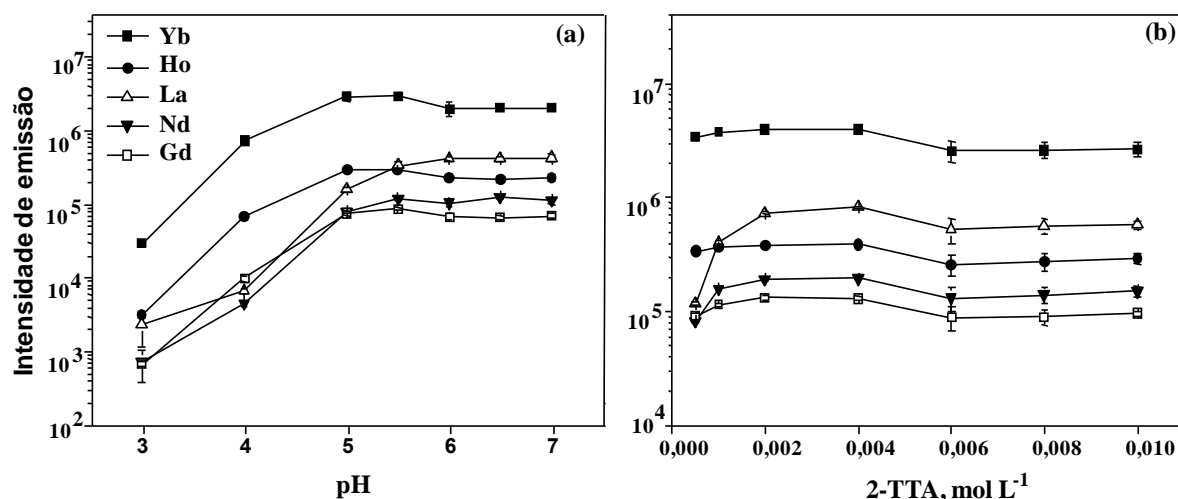 (a)
Yb
Ho
La
Nd
Gd
Intensidade de emissão
10^7
10^6
10^5
10^4
10^3
10^2
3 4 5 6 7
pH
(b)
10^7
10^6
10^5
10^4
0,000 0,002 0,004 0,006 0,008 0,010
2-TTA, mol L^-1